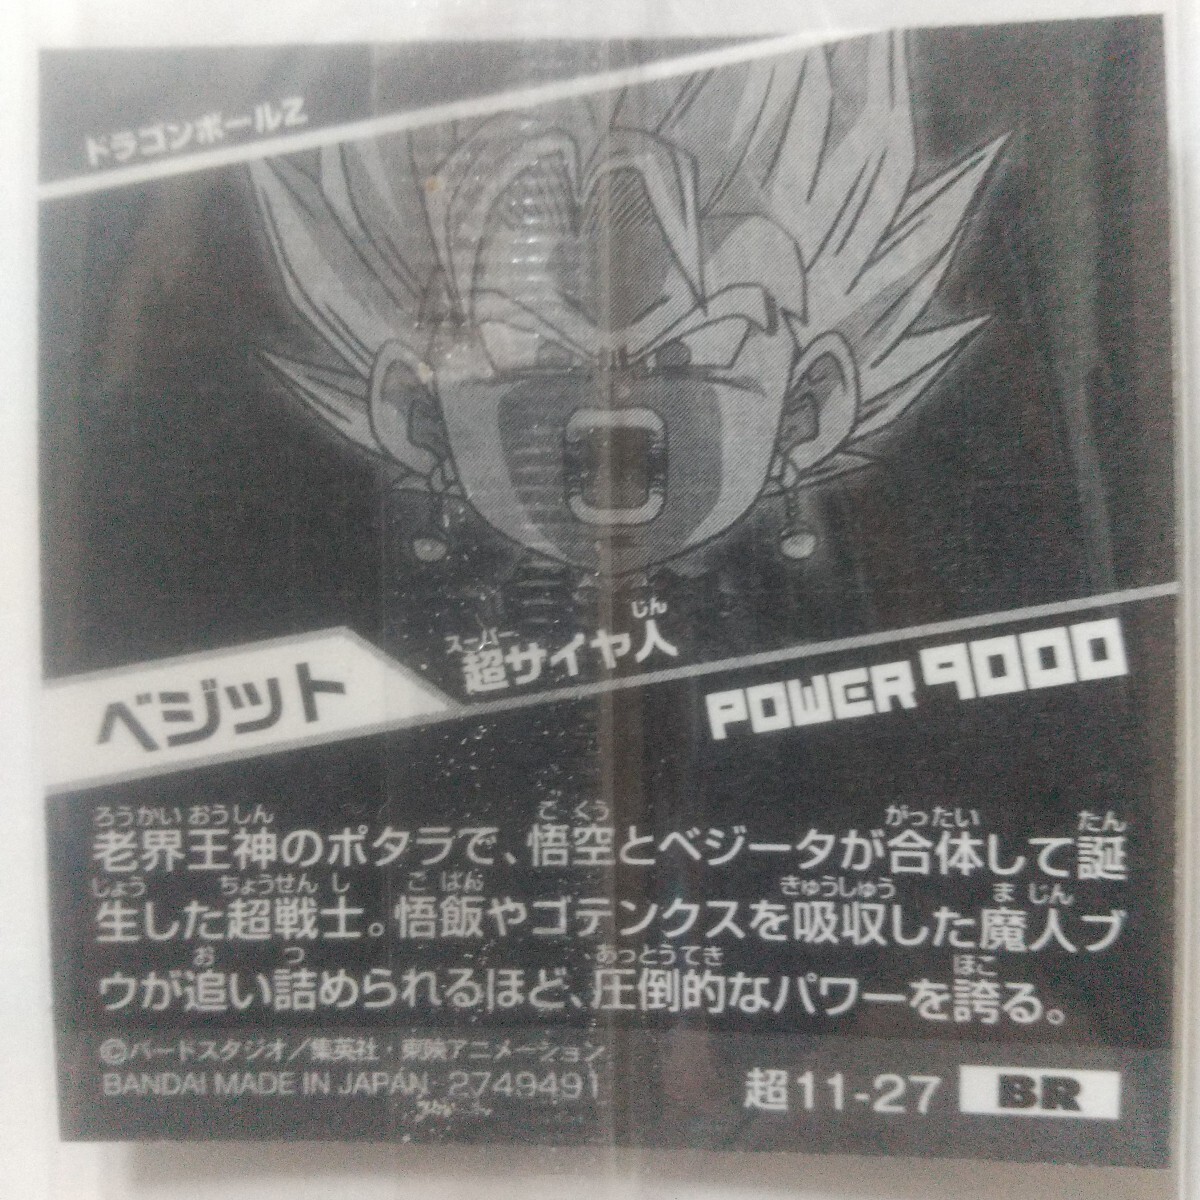 ドラゴンボールZ
スーパー じん
超サイヤ人
ベジット
POWER 9000
ろうかいおうしん ごくう がったい たん
老界王神のポタラで、悟空とベジータが合体して誕
じょう ちょうせんし ごはん きゅうしゅう まじん
生した超戦士。悟飯やゴテンクスを吸収した魔人ブ
お つ あっとうてき ほこ
ウが追い詰められるほど、圧倒的なパワーを誇る。
©バードスタジオ／集英社・東映アニメーション
BANDAI MADE IN JAPAN 2749491
超11-27 BR